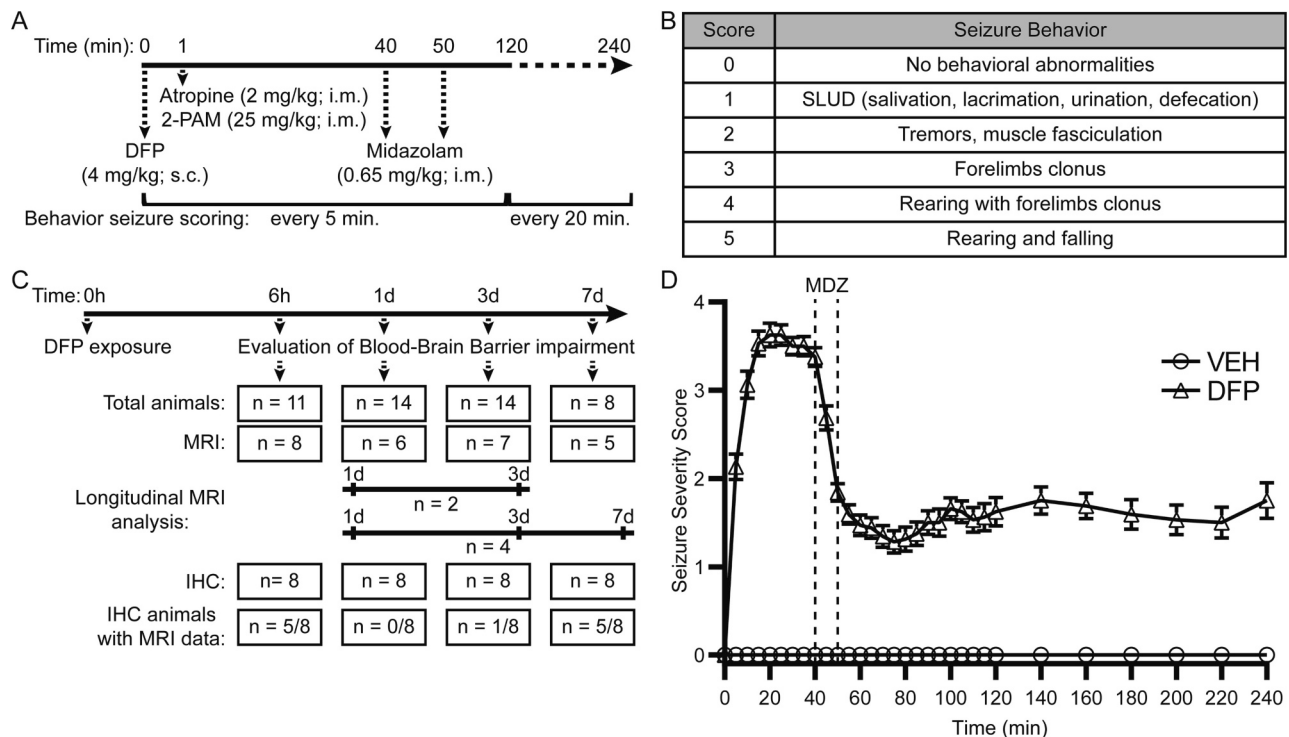 A
Time (min): 0 1 40 50 120 240
Atropine (2 mg/kg; i.m.)
2-PAM (25 mg/kg; i.m.)
DFP
(4 mg/kg; s.c.)
Midazolam
(0.65 mg/kg; i.m.)
Behavior seizure scoring: every 5 min. every 20 min.
B
Score Seizure Behavior
0 No behavioral abnormalities
1 SLUD (salivation, lacrimation, urination, defecation)
2 Tremors, muscle fasciculation
3 Forelimbs clonus
4 Rearing with forelimbs clonus
5 Rearing and falling
C
Time: 0h 6h 1d 3d 7d
DFP exposure Evaluation of Blood-Brain Barrier impairment
Total animals: n = 11 n = 14 n = 14 n = 8
MRI: n = 8 n = 6 n = 7 n = 5
Longitudinal MRI
analysis:
1d 3d
n = 2
1d 3d 7d
n = 4
IHC: n= 8 n = 8 n = 8 n = 8
IHC animals
with MRI data: n = 5/8 n = 0/8 n = 1/8 n = 5/8
D
MDZ
VEH
DFP
Seizure Severity Score
4
3
2
1
0
0 20 40 60 80 100 120 140 160 180 200 220 240
Time (min)